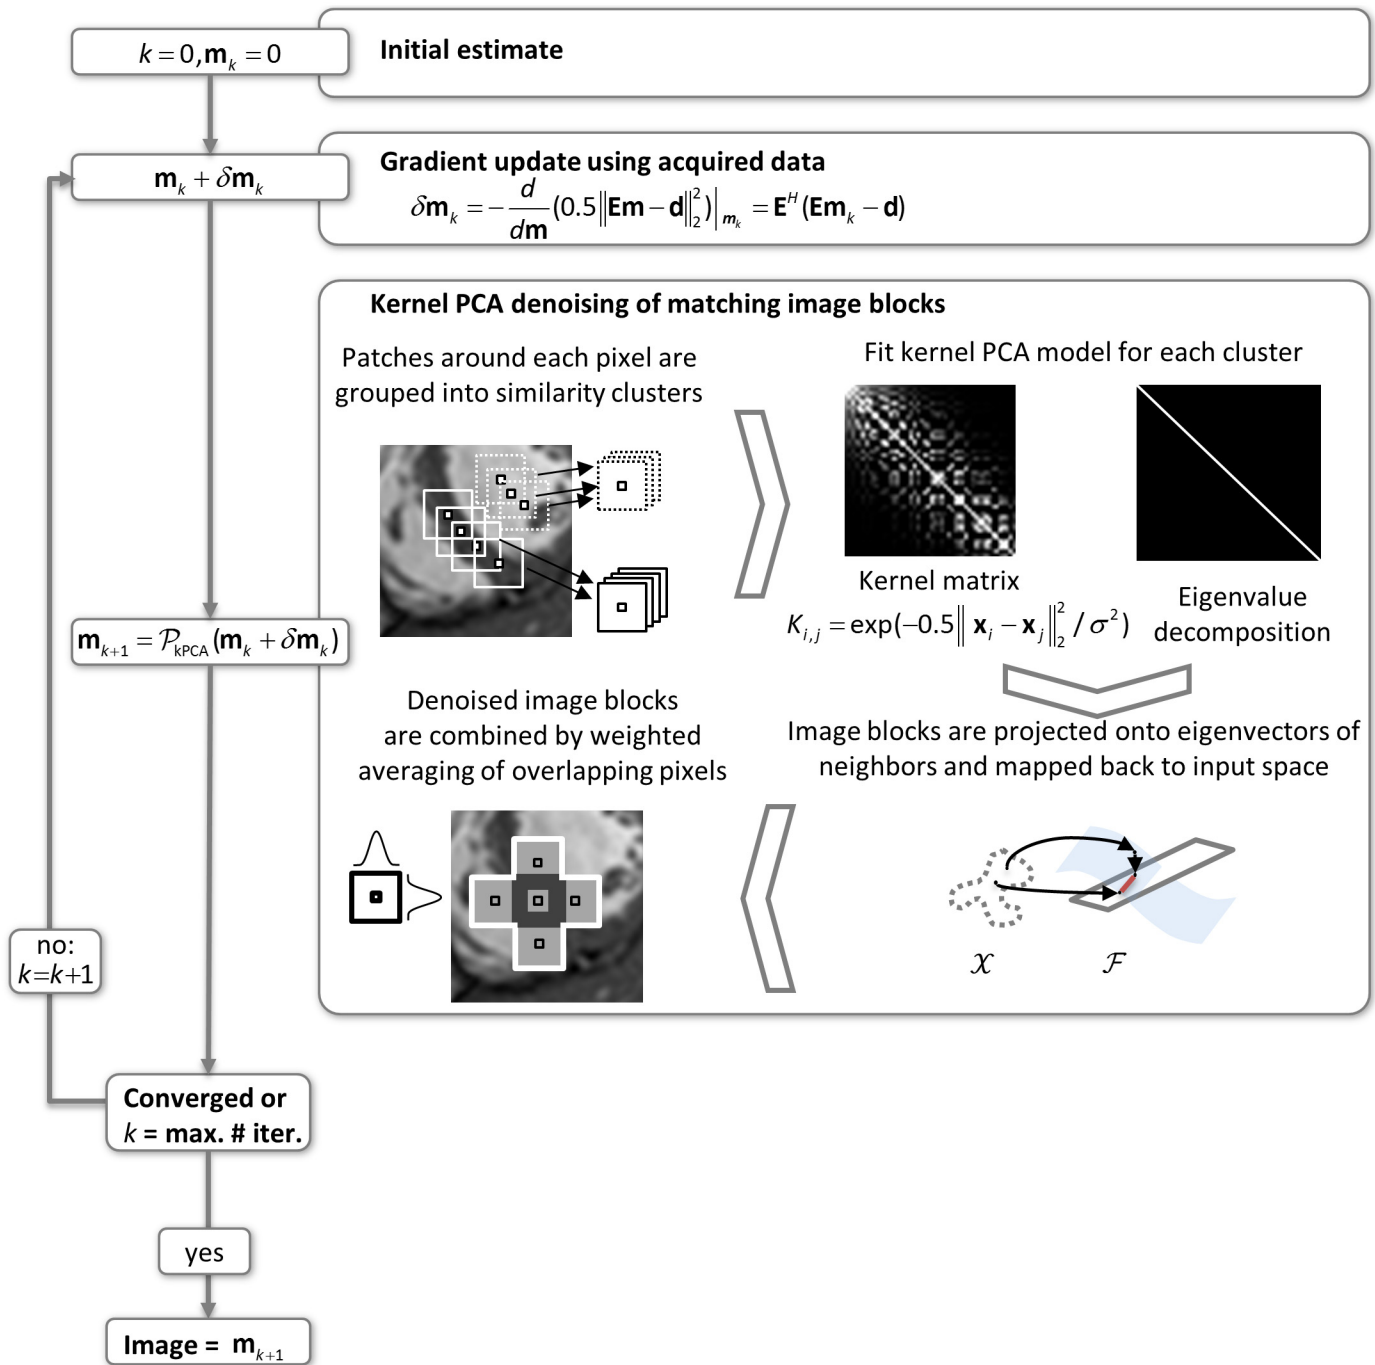 k = 0, m_k = 0
Initial estimate
m_k + δm_k
Gradient update using acquired data
δm_k = − d/dm (0.5‖Em − d‖₂²)|_{m_k} = E^H (Em_k − d)
Kernel PCA denoising of matching image blocks
Patches around each pixel are
grouped into similarity clusters
Fit kernel PCA model for each cluster
Kernel matrix
K_{i,j} = exp(−0.5‖x_i − x_j‖₂² / σ²)
Eigenvalue
decomposition
m_{k+1} = 𝒫_kPCA (m_k + δm_k)
Image blocks are projected onto eigenvectors of
neighbors and mapped back to input space
𝒳
ℱ
Denoised image blocks
are combined by weighted
averaging of overlapping pixels
no:
k=k+1
Converged or
k = max. # iter.
yes
Image = m_{k+1}